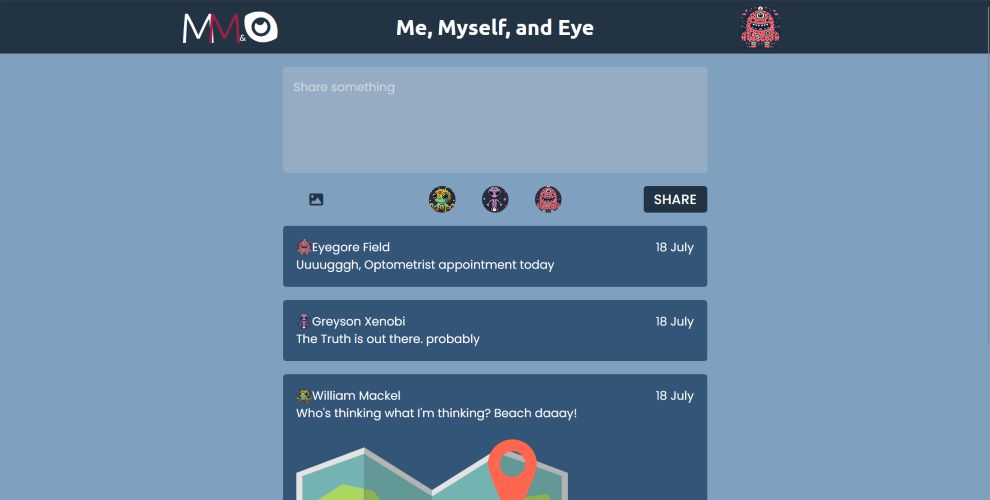 MM&
Me, Myself, and Eye
Share something
SHARE
Eyegore Field
18 July
Uuuugggh, Optometrist appointment today
Greyson Xenobi
18 July
The Truth is out there. probably
William Mackel
18 July
Who's thinking what I'm thinking? Beach daaay!